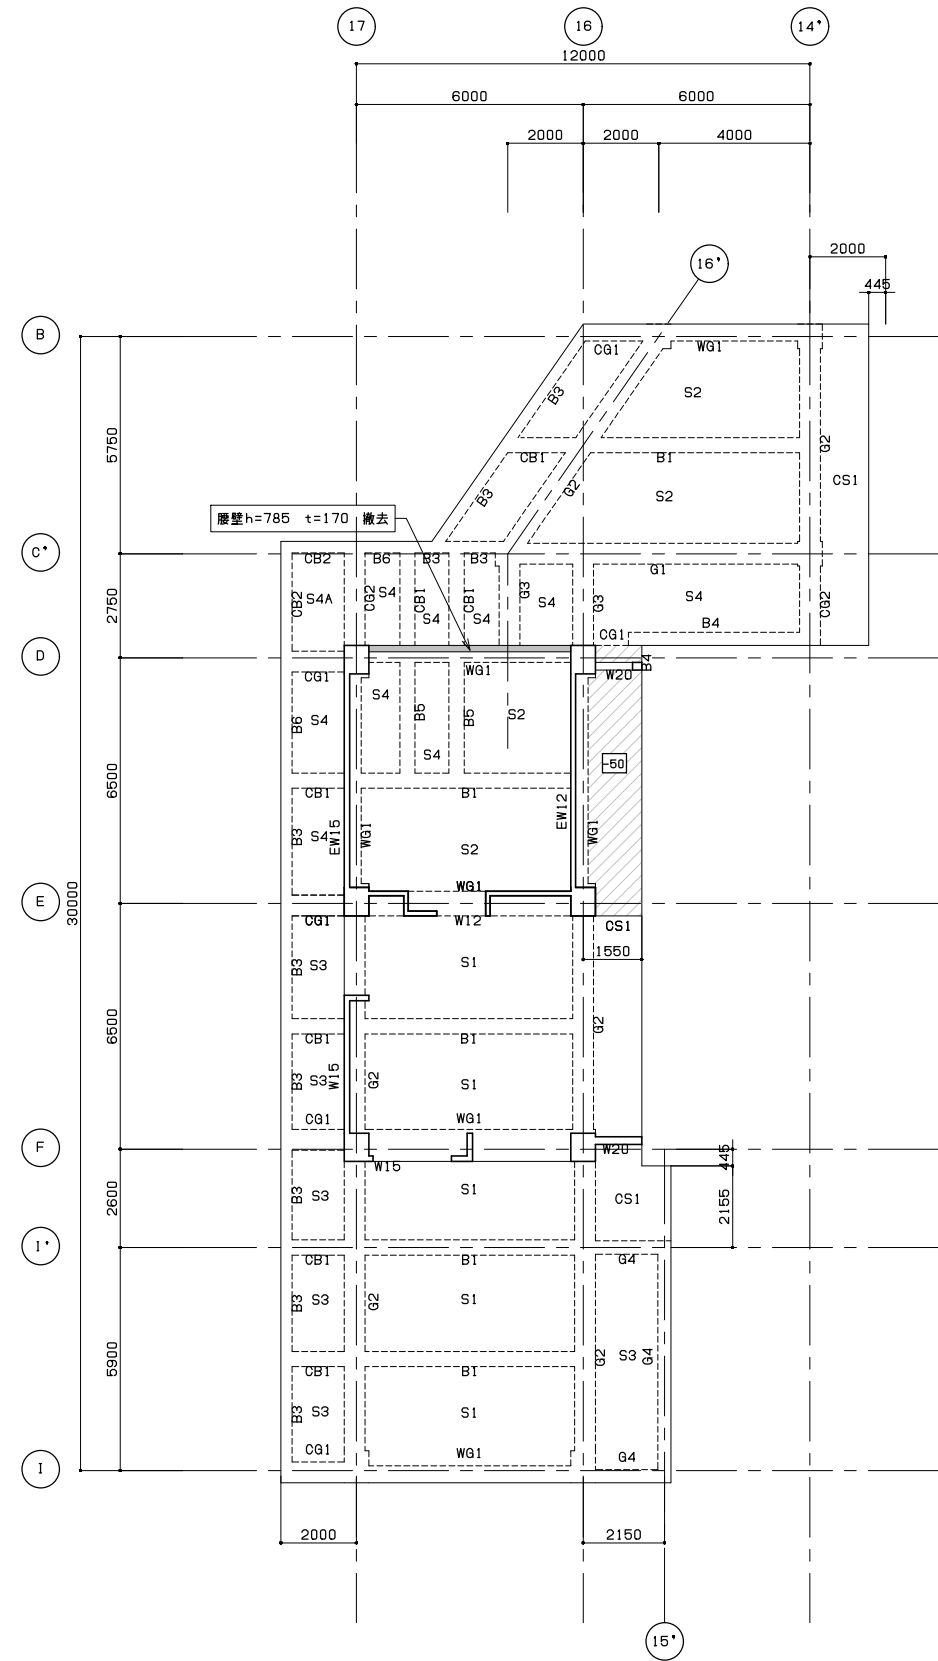 17
16
14'
12000
6000
6000
2000
2000
4000
2000
445
16'
B
CG1
WG1
B3
S2
5750
G2
CB1
B1
CS1
B3
G2
S2
腰壁h=785 t=170 撤去
C'
CB2
B6
B3
B3
G1
CB2
S4A
CG2
S4
CB1
S4
CB1
S4
G3
S4
G3
S4
CG2
2750
B4
CG1
D
CG1
WG1
W20
B4
B6
S4
S4
B5
B5
S2
S4
-50
6500
CB1
B1
B3
S4
EW15
WG1
EW12
WG1
S2
WG1
E
30000
CG1
W12
CS1
1550
B3
S3
S1
6500
G2
CB1
B1
B3
S3
W15
G2
S1
CG1
WG1
F
W15
W20
445
2600
B3
S3
S1
CS1
2155
I'
CB1
B1
G4
B3
S3
G2
S1
5900
G2
S3
G4
CB1
B1
B3
S3
S1
CG1
WG1
G4
I
2000
2150
15'